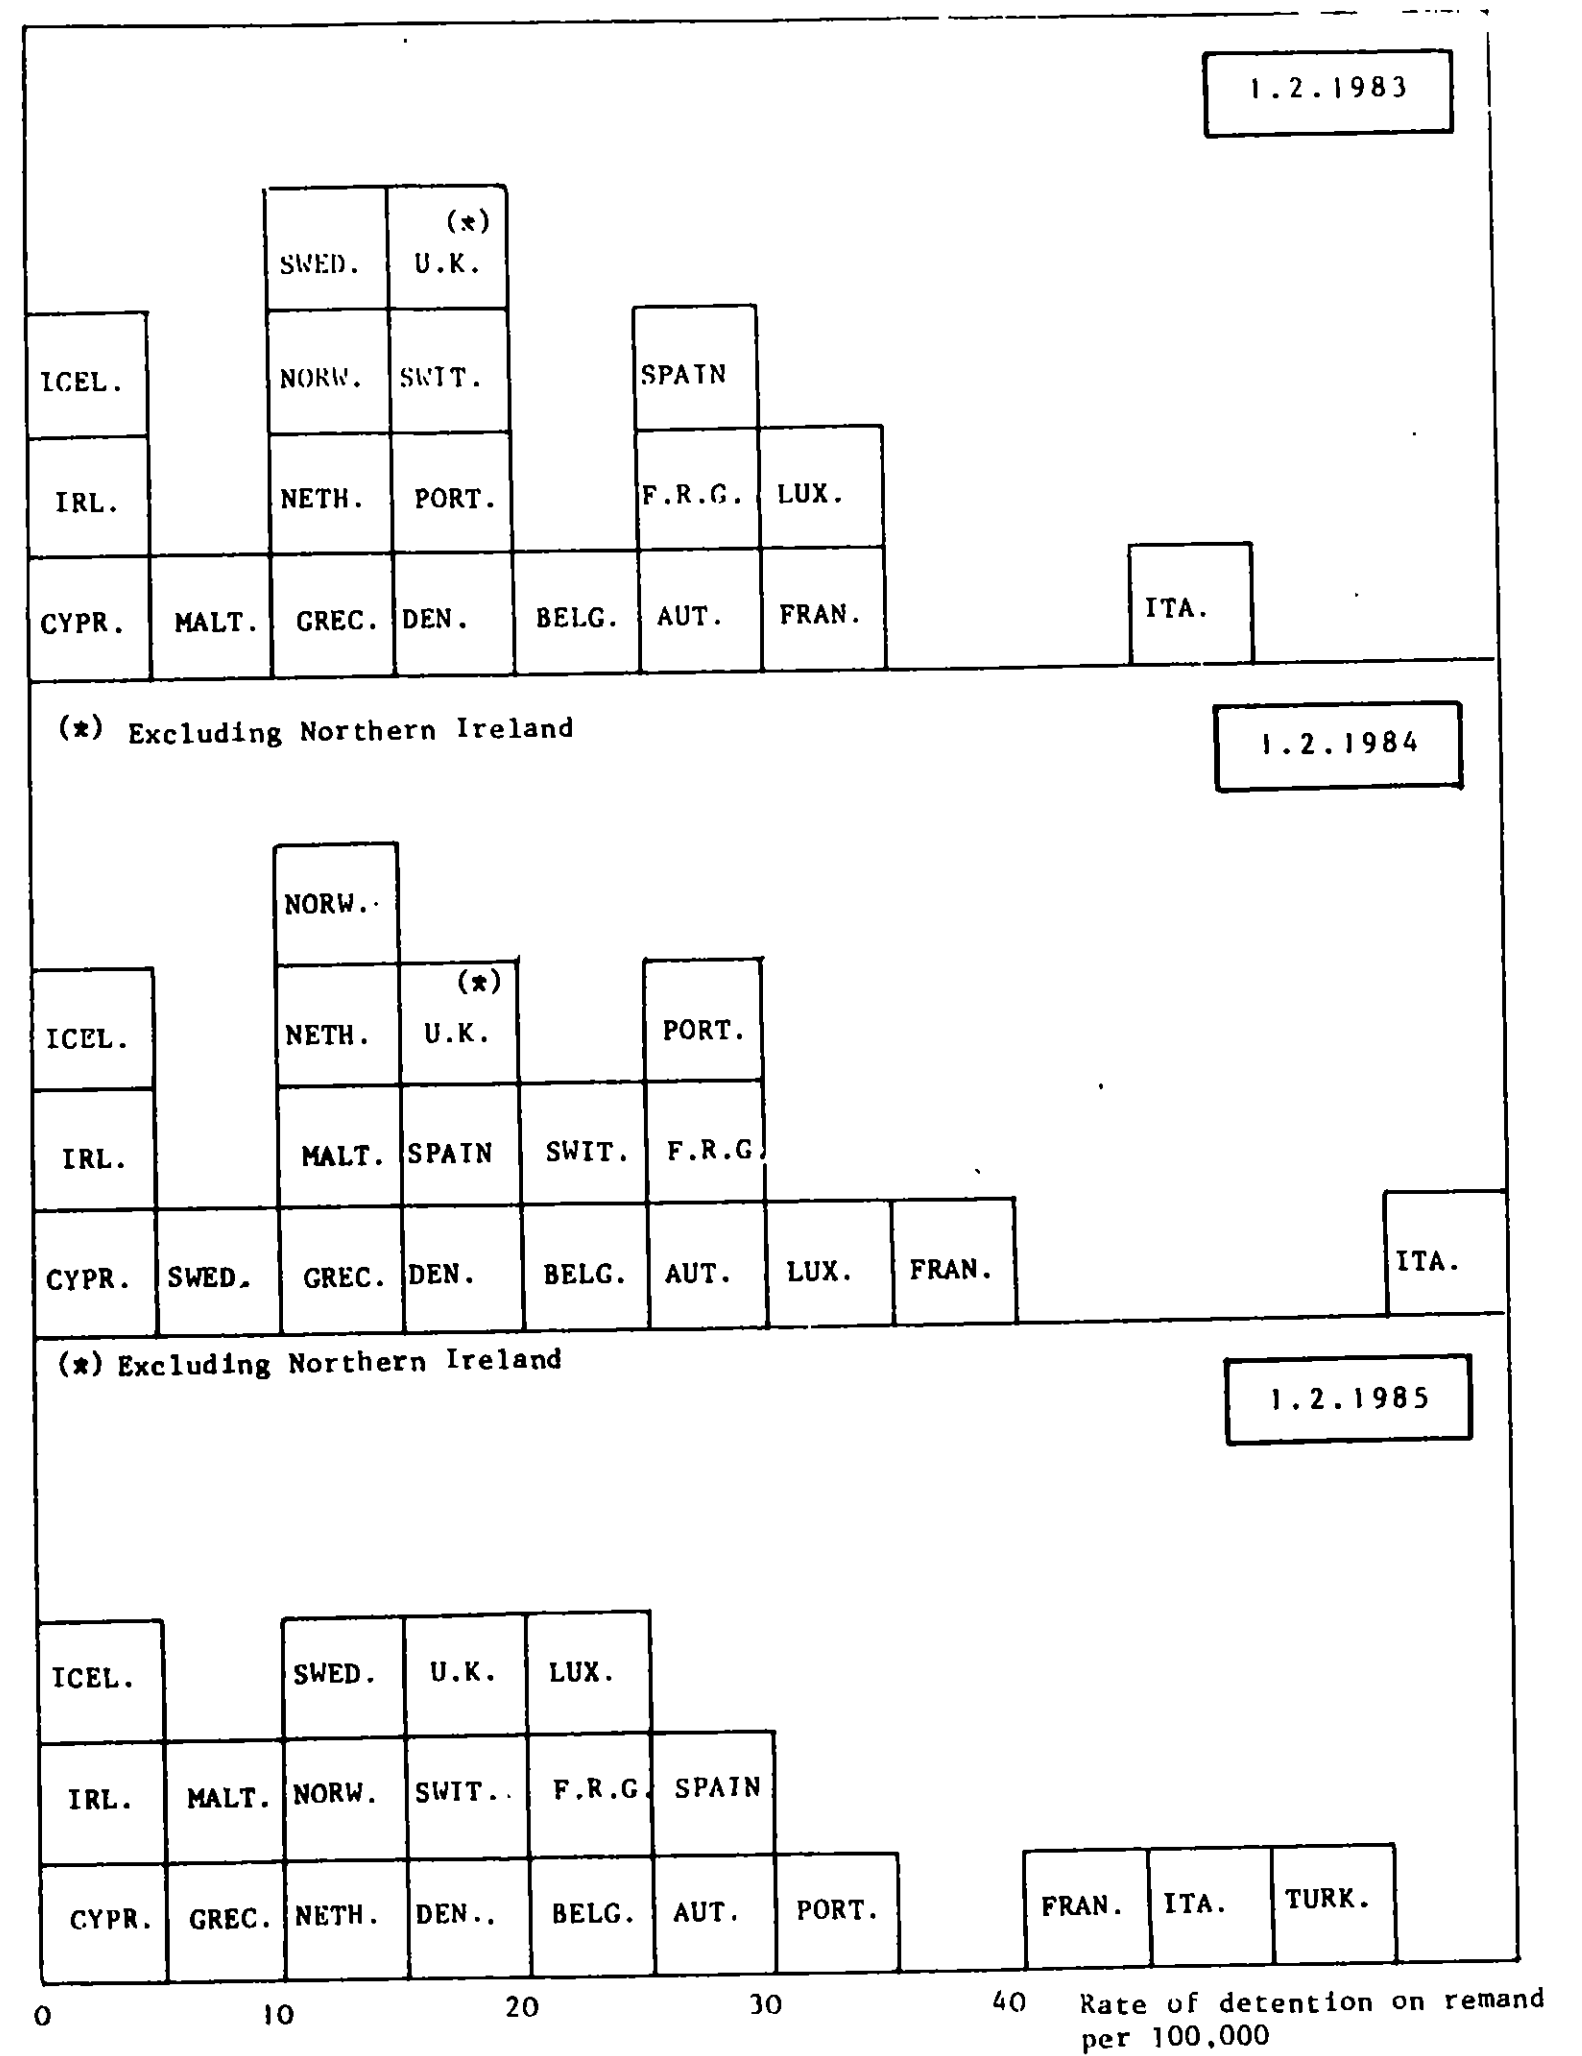 1.2.1983
(*)
SWED. U.K.
ICEL. NORW. SWIT. SPAIN
IRL. NETH. PORT. F.R.G. LUX.
CYPR. MALT. GREC. DEN. BELG. AUT. FRAN. ITA.
(*) Excluding Northern Ireland
1.2.1984
NORW.
(*)
ICEL. NETH. U.K. PORT.
IRL. MALT. SPAIN SWIT. F.R.G.
CYPR. SWED. GREC. DEN. BELG. AUT. LUX. FRAN. ITA.
(*) Excluding Northern Ireland
1.2.1985
ICEL. SWED. U.K. LUX.
IRL. MALT. NORW. SWIT. F.R.G. SPAIN
CYPR. GREC. NETH. DEN. BELG. AUT. PORT. FRAN. ITA. TURK.
0 10 20 30 40 Rate of detention on remand
per 100,000